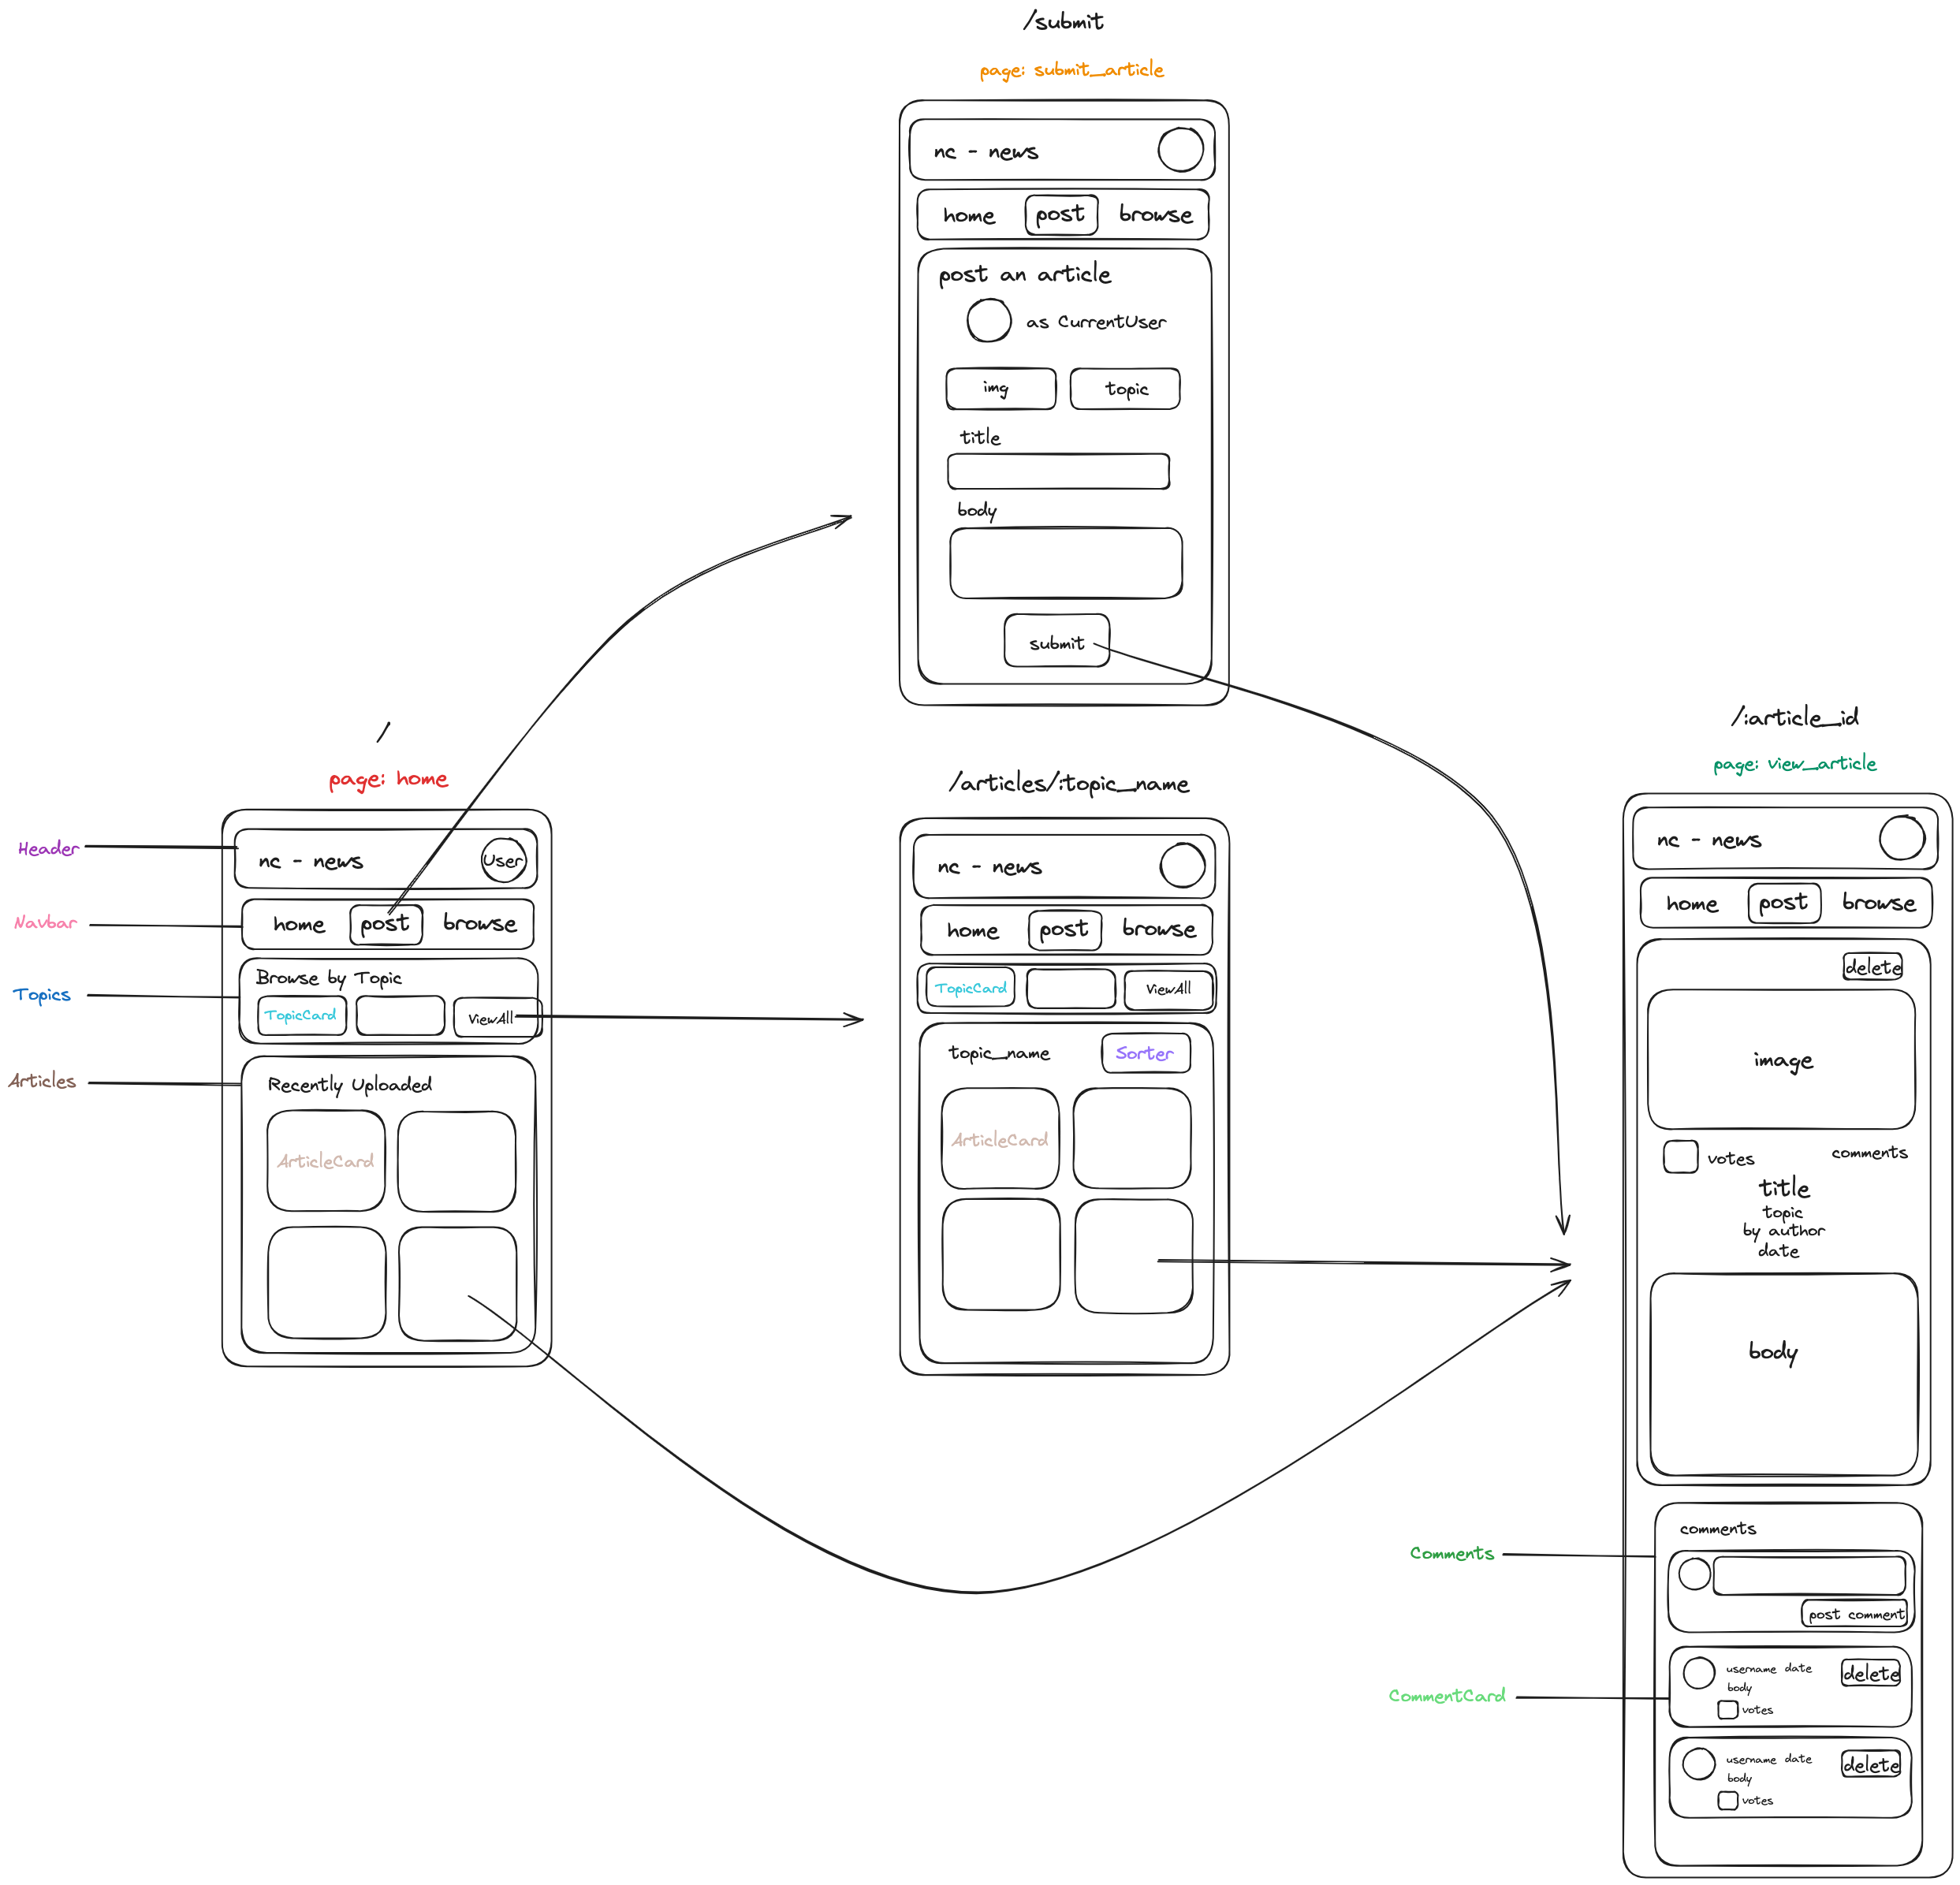 /submit
page: submit_article
nc - news
home post browse
post an article
as CurrentUser
img topic
title
body
submit
/
page: home
Header
nc - news User
Navbar
home post browse
Topics
Browse by Topic
TopicCard ViewAll
Articles
Recently Uploaded
ArticleCard
/articles/:topic_name
nc - news
home post browse
TopicCard ViewAll
topic_name Sorter
ArticleCard
/:article_id
page: view_article
nc - news
home post browse
delete
image
votes comments
title
topic
by author
date
body
Comments
comments
post comment
CommentCard
username date delete
body
votes
username date delete
body
votes